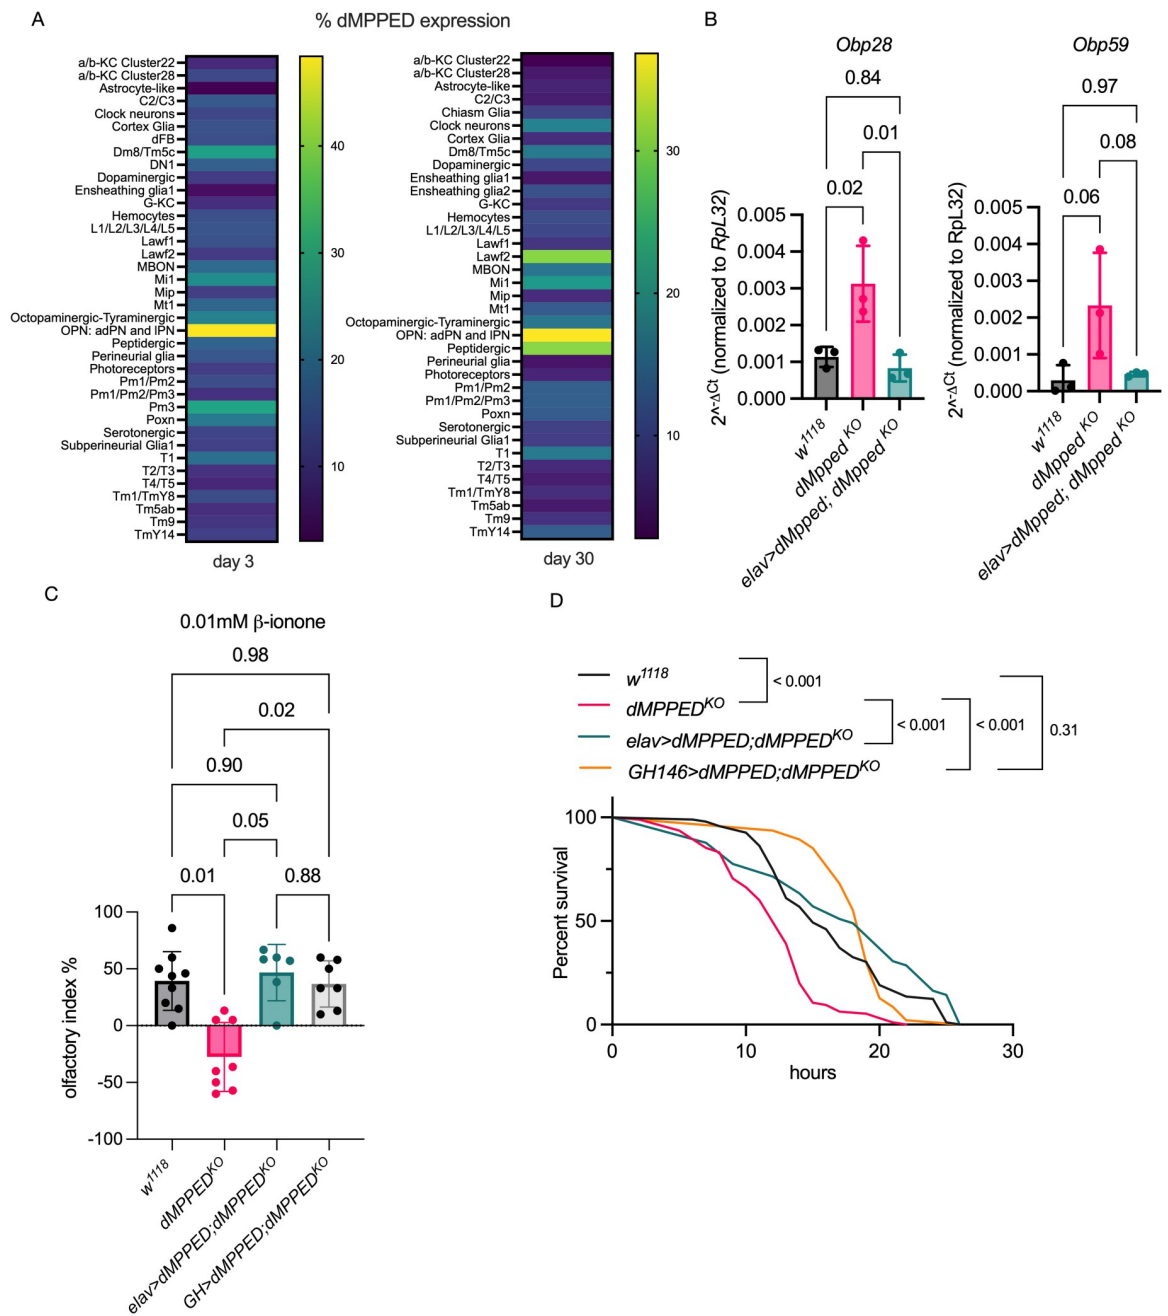 A
% dMPPED expression
a/b-KC Cluster22
a/b-KC Cluster28
Astrocyte-like
C2/C3
Clock neurons
Cortex Glia
dFB
Dm8/Tm5c
DN1
Dopaminergic
Ensheathing glia1
G-KC
Hemocytes
L1/L2/L3/L4/L5
Lawf1
Lawf2
MBON
Mi1
Mip
Mt1
Octopaminergic-Tyraminergic
OPN: adPN and lPN
Peptidergic
Perineurial glia
Photoreceptors
Pm1/Pm2
Pm1/Pm2/Pm3
Pm3
Poxn
Serotonergic
Subperineurial Glia1
T1
T2/T3
T4/T5
Tm1/TmY8
Tm5ab
Tm9
TmY14
day 3
40
30
20
10
a/b-KC Cluster22
a/b-KC Cluster28
Astrocyte-like
C2/C3
Chiasm Glia
Clock neurons
Cortex Glia
Dm8/Tm5c
Dopaminergic
Ensheathing glia1
Ensheathing glia2
G-KC
Hemocytes
L1/L2/L3/L4/L5
Lawf1
Lawf2
MBON
Mi1
Mip
Mt1
Octopaminergic-Tyraminergic
OPN: adPN and lPN
Peptidergic
Perineurial glia
Photoreceptors
Pm1/Pm2
Pm1/Pm2/Pm3
Poxn
Serotonergic
Subperineurial Glia1
T1
T2/T3
T4/T5
Tm1/TmY8
Tm5ab
Tm9
TmY14
day 30
30
20
10
B
Obp28
0.84
0.01
0.02
2^-ΔCt (normalized to RpL32)
0.005
0.004
0.003
0.002
0.001
0.000
w1118
dMpped KO
elav>dMpped; dMpped KO
Obp59
0.97
0.08
0.06
2^-ΔCt (normalized to RpL32)
0.005
0.004
0.003
0.002
0.001
0.000
w1118
dMpped KO
elav>dMpped; dMpped KO
C
0.01mM β-ionone
0.98
0.02
0.90
0.05
0.01
0.88
olfactory index %
100
50
0
-50
-100
w1118
dMPPEDKO
elav>dMPPED;dMPPEDKO
GH>dMPPED;dMPPEDKO
D
w1118
dMPPEDKO
elav>dMPPED;dMPPEDKO
GH146>dMPPED;dMPPEDKO
< 0.001
< 0.001
< 0.001
0.31
Percent survival
100
50
0
0
10
20
30
hours